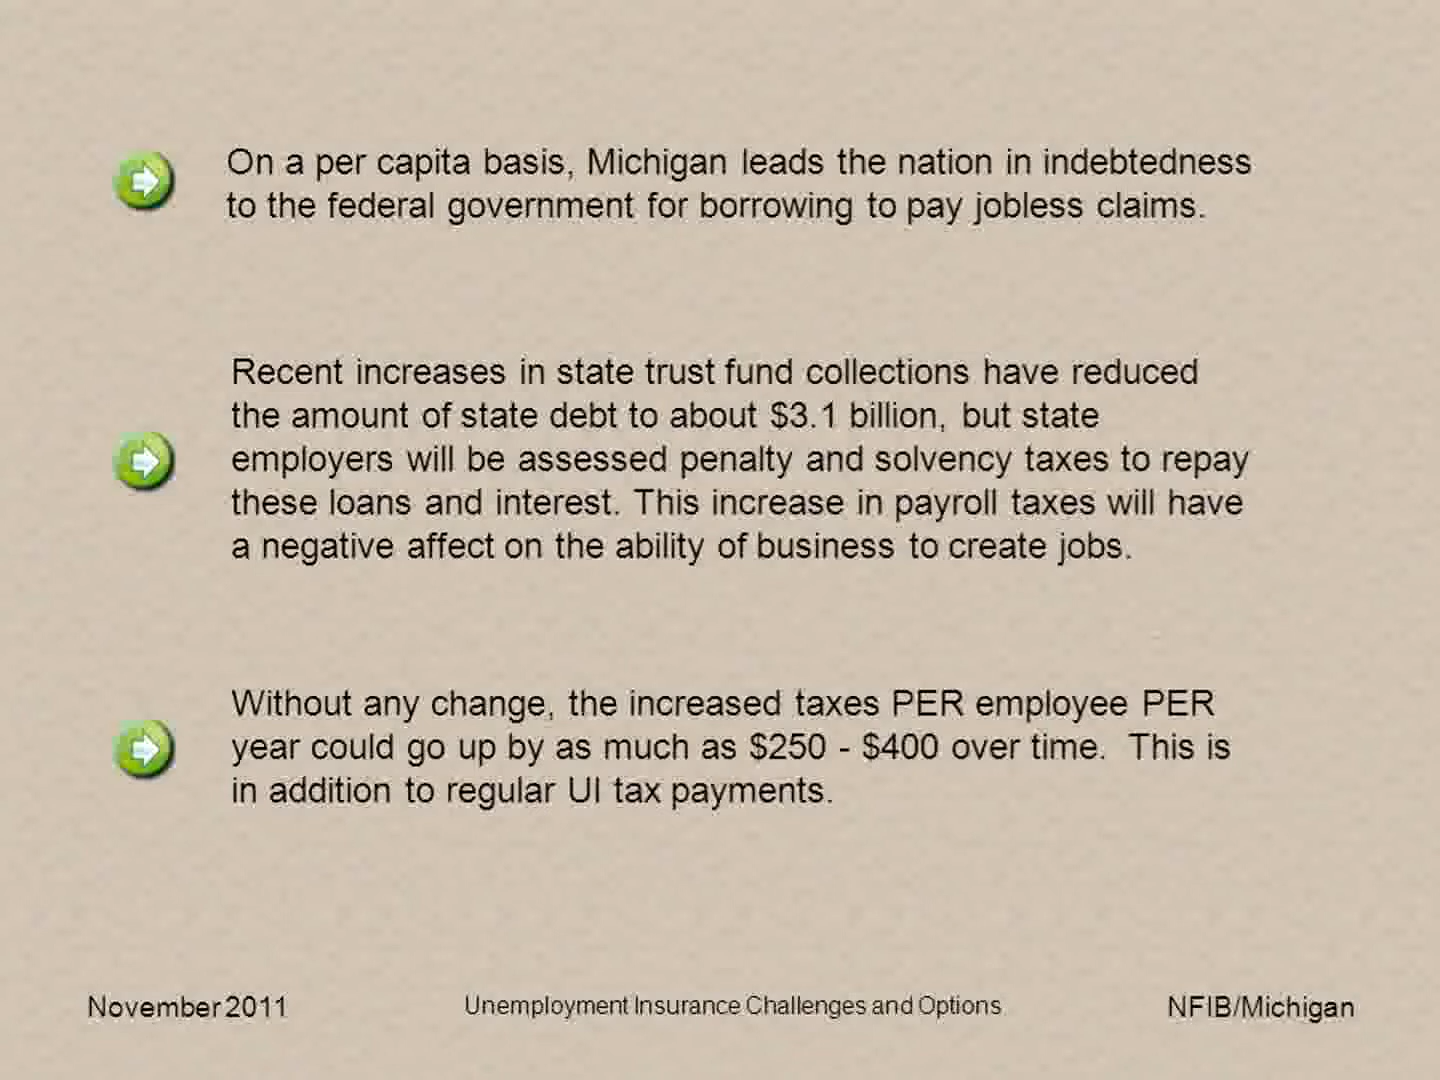 On a per capita basis, Michigan leads the nation in indebtedness
to the federal government for borrowing to pay jobless claims.
Recent increases in state trust fund collections have reduced
the amount of state debt to about $3.1 billion, but state
employers will be assessed penalty and solvency taxes to repay
these loans and interest. This increase in payroll taxes will have
a negative affect on the ability of business to create jobs.
Without any change, the increased taxes PER employee PER
year could go up by as much as $250 - $400 over time.  This is
in addition to regular UI tax payments.
November 2011
Unemployment Insurance Challenges and Options
NFIB/Michigan